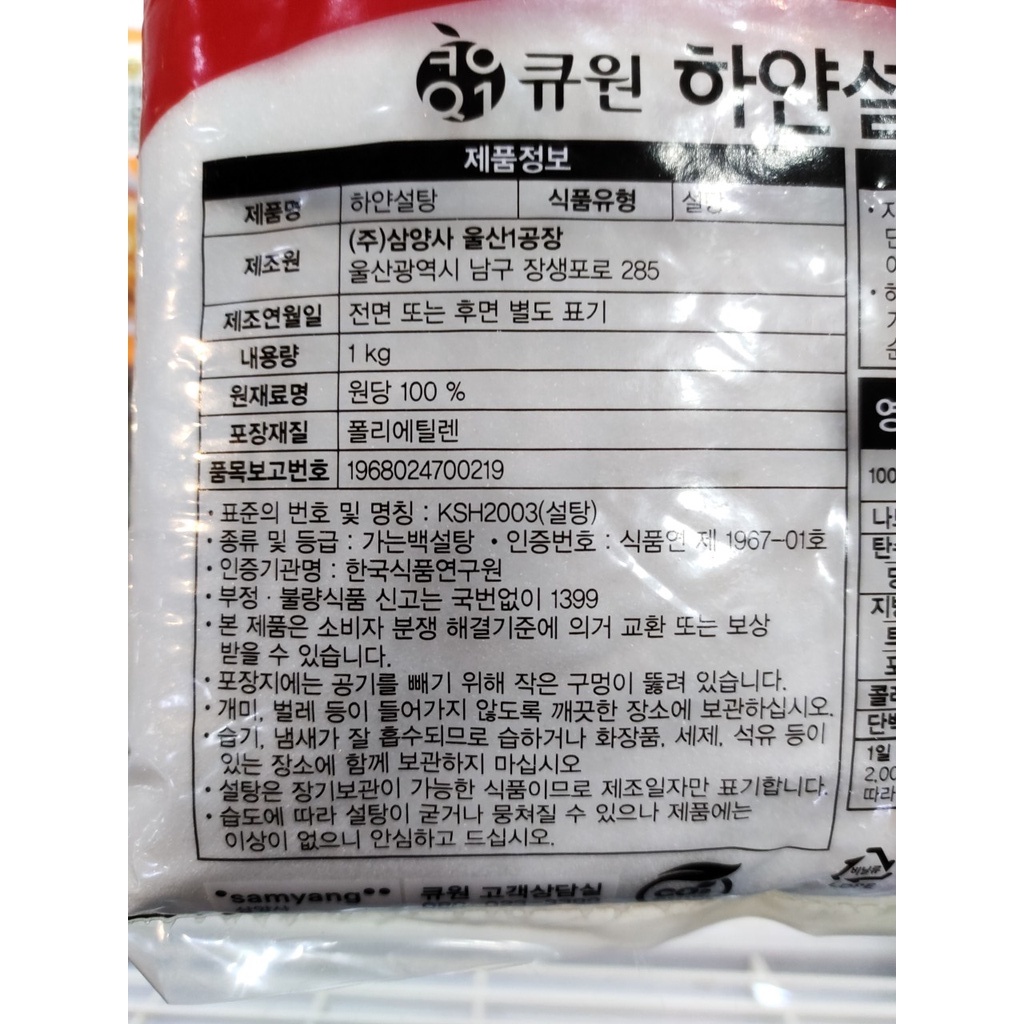 큐원 하얀설
제품정보
제품명 하얀설탕 식품유형 설탕
제조원 (주)삼양사 울산1공장
울산광역시 남구 장생포로 285
제조연월일 전면 또는 후면 별도 표기
내용량 1 kg
원재료명 원당 100 %
포장재질 폴리에틸렌
품목보고번호 1968024700219
• 표준의 번호 및 명칭 : KSH2003(설탕)
• 종류 및 등급 : 가는백설탕 • 인증번호 : 식품연 제 1967-01호
• 인증기관명 : 한국식품연구원
• 부정 · 불량식품 신고는 국번없이 1399
• 본 제품은 소비자 분쟁 해결기준에 의거 교환 또는 보상
받을 수 있습니다.
• 포장지에는 공기를 빼기 위해 작은 구멍이 뚫려 있습니다.
• 개미, 벌레 등이 들어가지 않도록 깨끗한 장소에 보관하십시오.
• 습기, 냄새가 잘 흡수되므로 습하거나 화장품, 세제, 석유 등이
있는 장소에 함께 보관하지 마십시오
• 설탕은 장기보관이 가능한 식품이므로 제조일자만 표기합니다.
• 습도에 따라 설탕이 굳거나 뭉쳐질 수 있으나 제품에는
이상이 없으니 안심하고 드십시오.
samyang
큐원 고객상담실
100
1일
2,00
따라